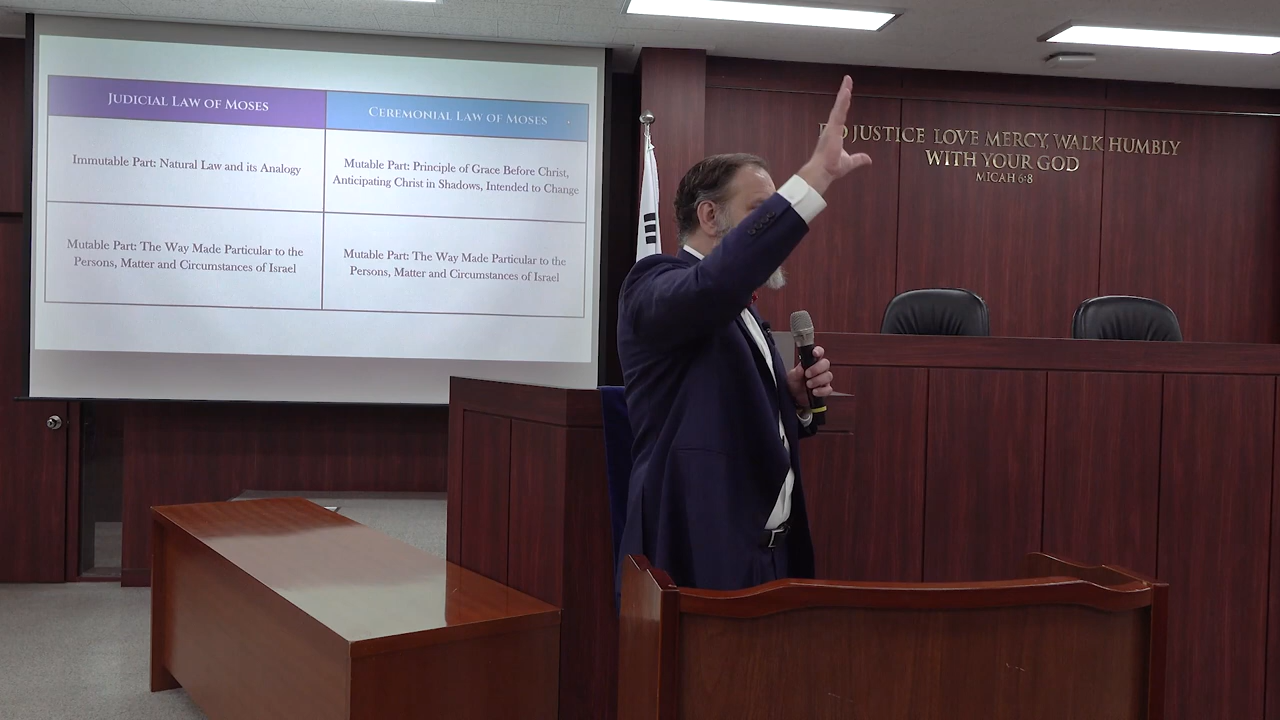 JUDICIAL LAW OF MOSES
CEREMONIAL LAW OF MOSES
Immutable Part: Natural Law and its Analogy
Mutable Part: Principle of Grace Before Christ,
Anticipating Christ in Shadows, Intended to Change
Mutable Part: The Way Made Particular to the
Persons, Matter and Circumstances of Israel
Mutable Part: The Way Made Particular to the
Persons, Matter and Circumstances of Israel
DO JUSTICE LOVE MERCY, WALK HUMBLY
WITH YOUR GOD
MICAH 6:8